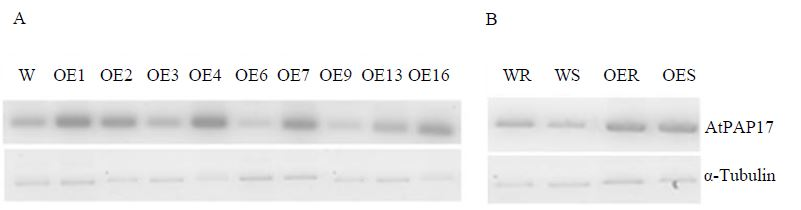 A
B
W OE1 OE2 OE3 OE4 OE6 OE7 OE9 OE13 OE16
WR WS OER OES
AtPAP17
α-Tubulin